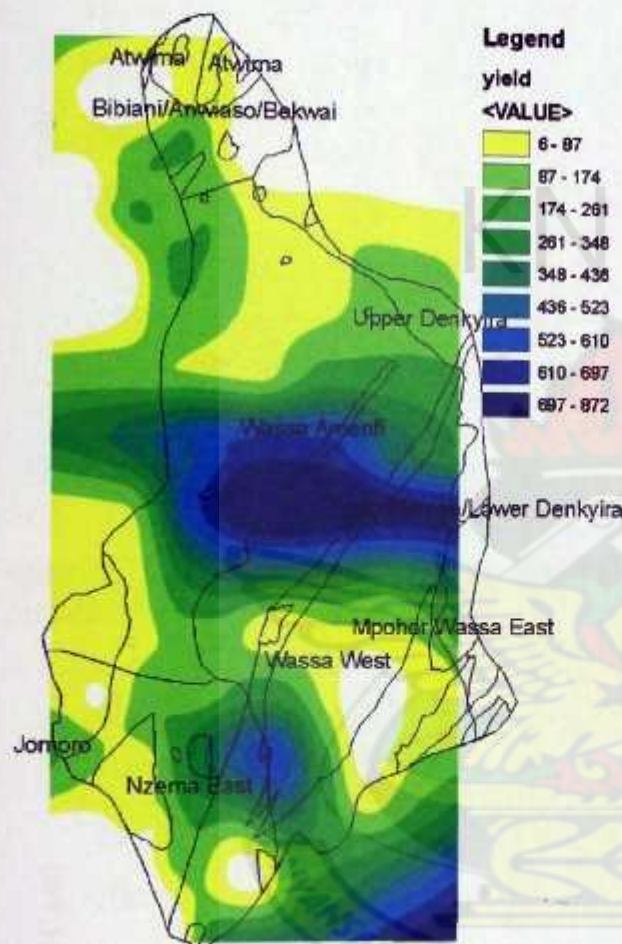 Legend
yield
<VALUE>
6 - 87
87 - 174
174 - 261
261 - 348
348 - 436
436 - 523
523 - 610
610 - 697
697 - 872
Atwima
Atwima
Bibiani/Anwiaso/Bekwai
Upper Denkyira
Wassa Amenfi
/Lower Denkyira
Mpohor Wassa East
Wassa West
Jomoro
Nzema East
KN